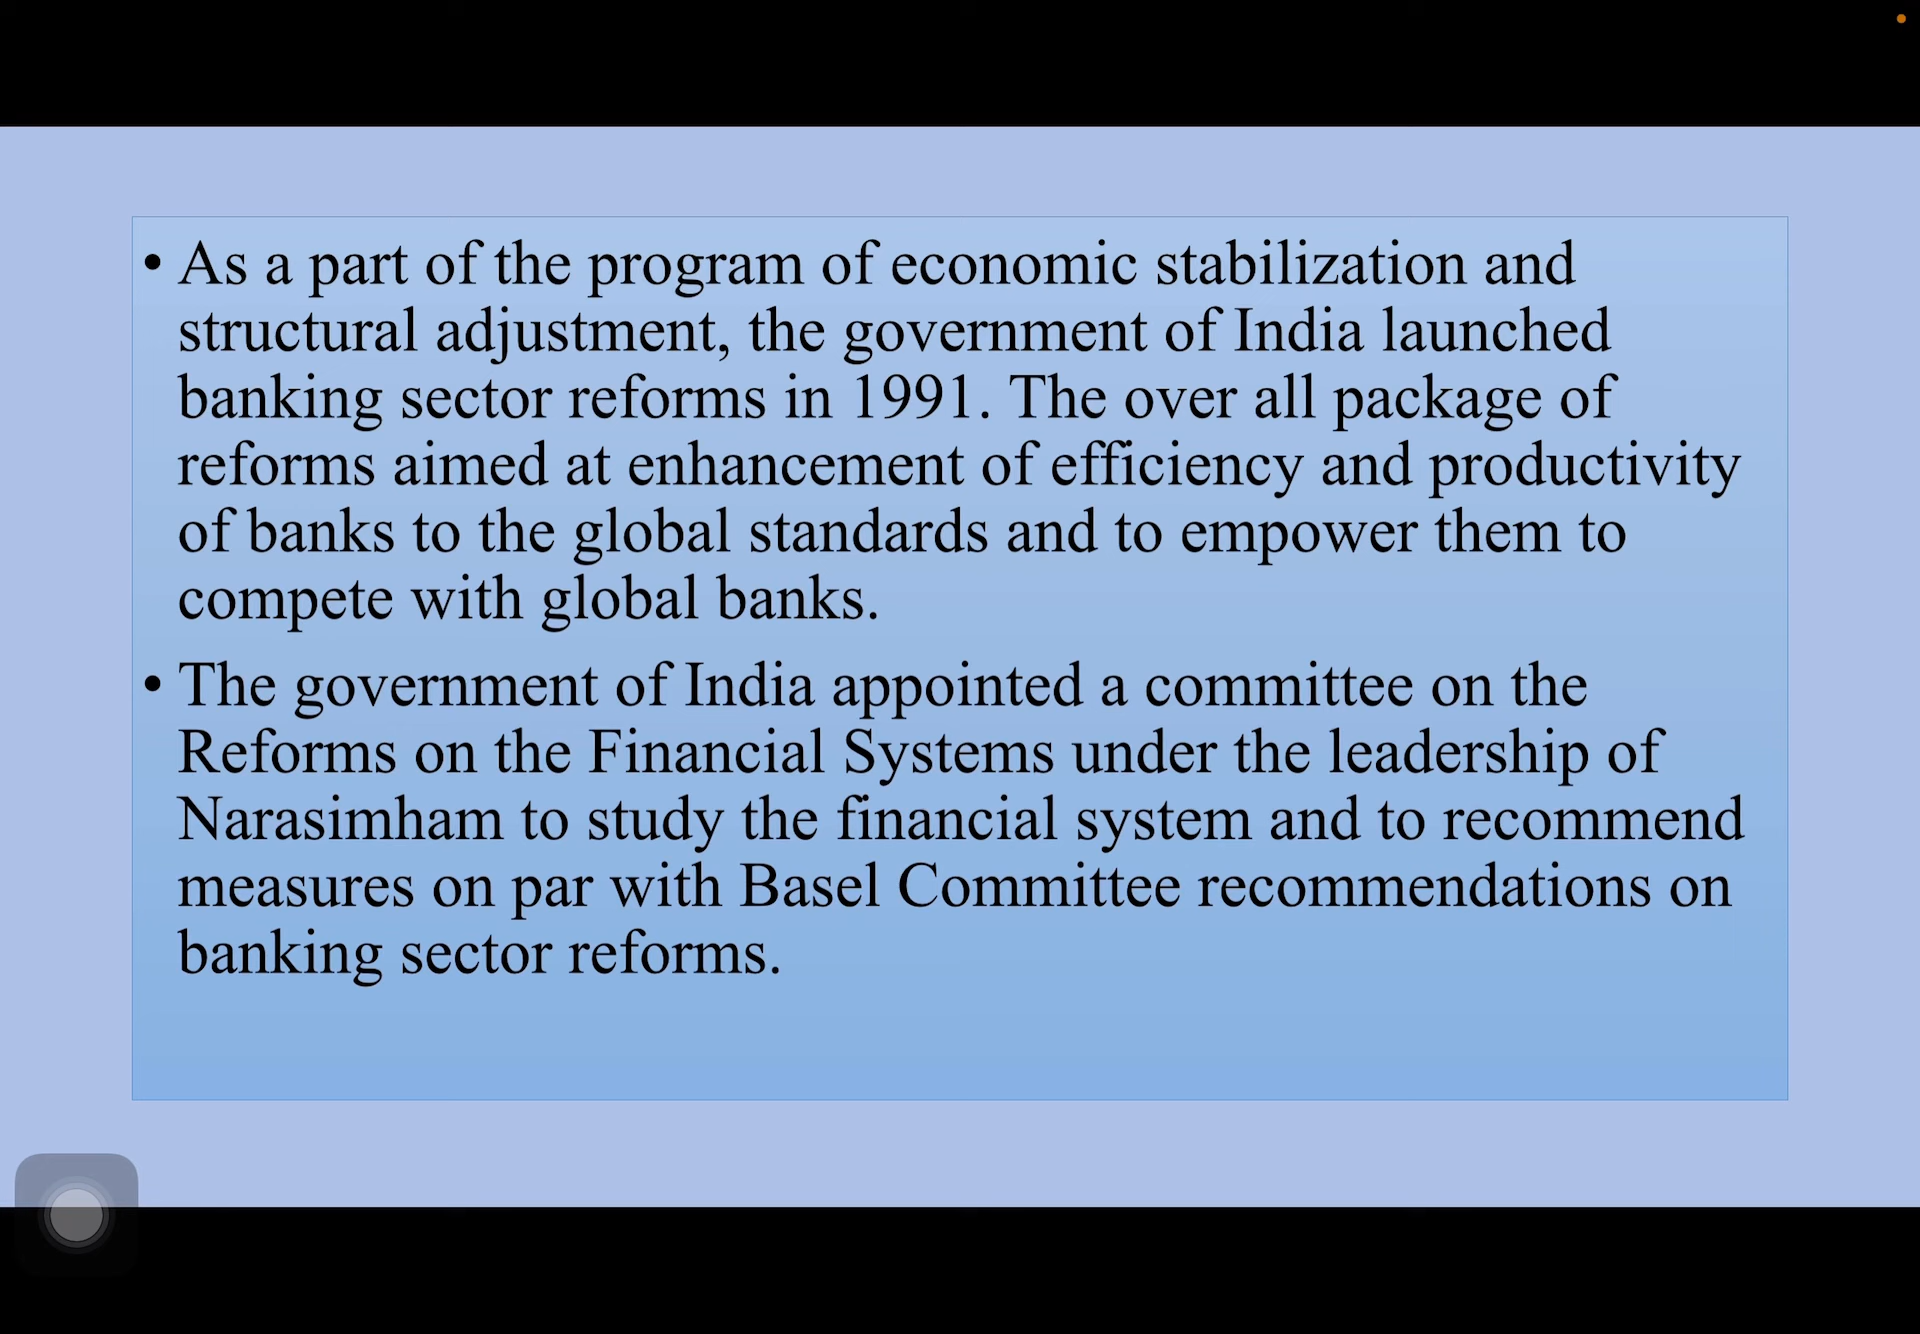 • As a part of the program of economic stabilization and
structural adjustment, the government of India launched
banking sector reforms in 1991. The over all package of
reforms aimed at enhancement of efficiency and productivity
of banks to the global standards and to empower them to
compete with global banks.
• The government of India appointed a committee on the
Reforms on the Financial Systems under the leadership of
Narasimham to study the financial system and to recommend
measures on par with Basel Committee recommendations on
banking sector reforms.